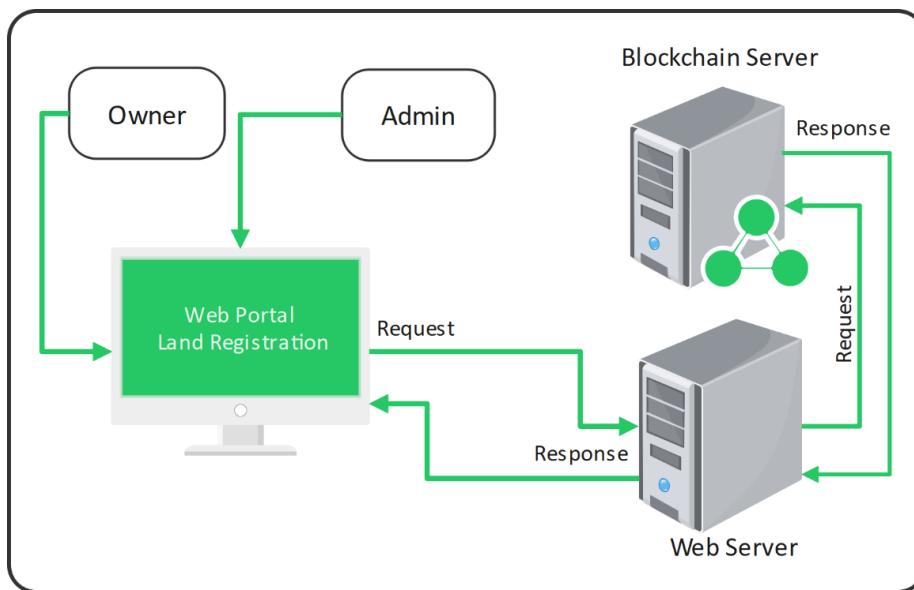 Blockchain Server
Owner
Admin
Response
Web Portal
Land Registration
Request
Request
Response
Web Server